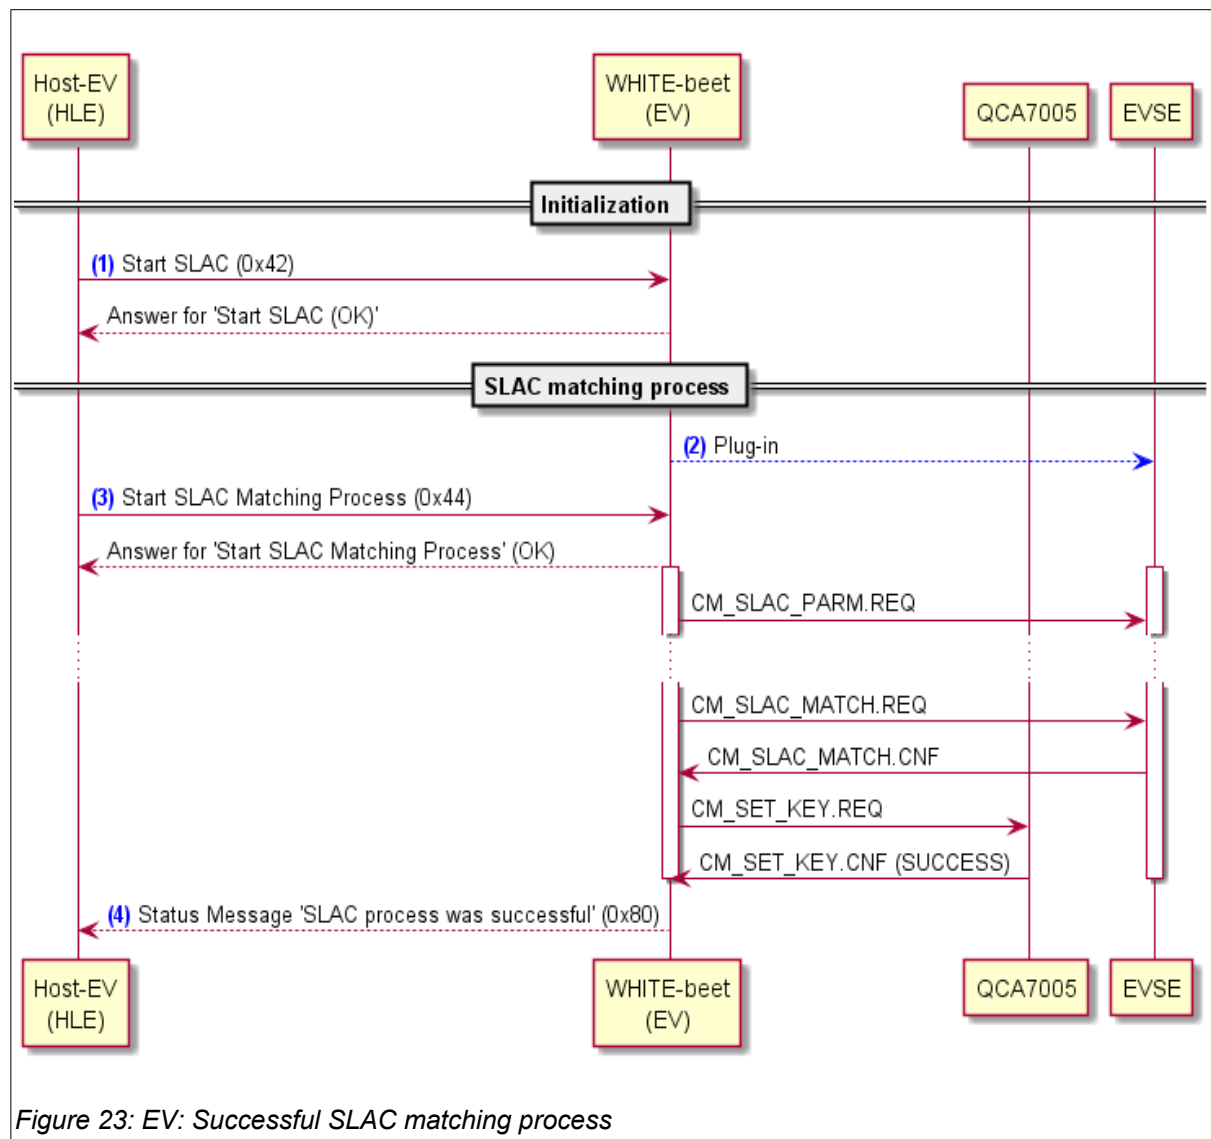 Host-EV
(HLE)
WHITE-beet
(EV)
QCA7005
EVSE
Initialization
(1) Start SLAC (0x42)
Answer for 'Start SLAC (OK)'
SLAC matching process
(2) Plug-in
(3) Start SLAC Matching Process (0x44)
Answer for 'Start SLAC Matching Process' (OK)
CM_SLAC_PARM.REQ
CM_SLAC_MATCH.REQ
CM_SLAC_MATCH.CNF
CM_SET_KEY.REQ
CM_SET_KEY.CNF (SUCCESS)
(4) Status Message 'SLAC process was successful' (0x80)
Host-EV
(HLE)
WHITE-beet
(EV)
QCA7005
EVSE
Figure 23: EV: Successful SLAC matching process